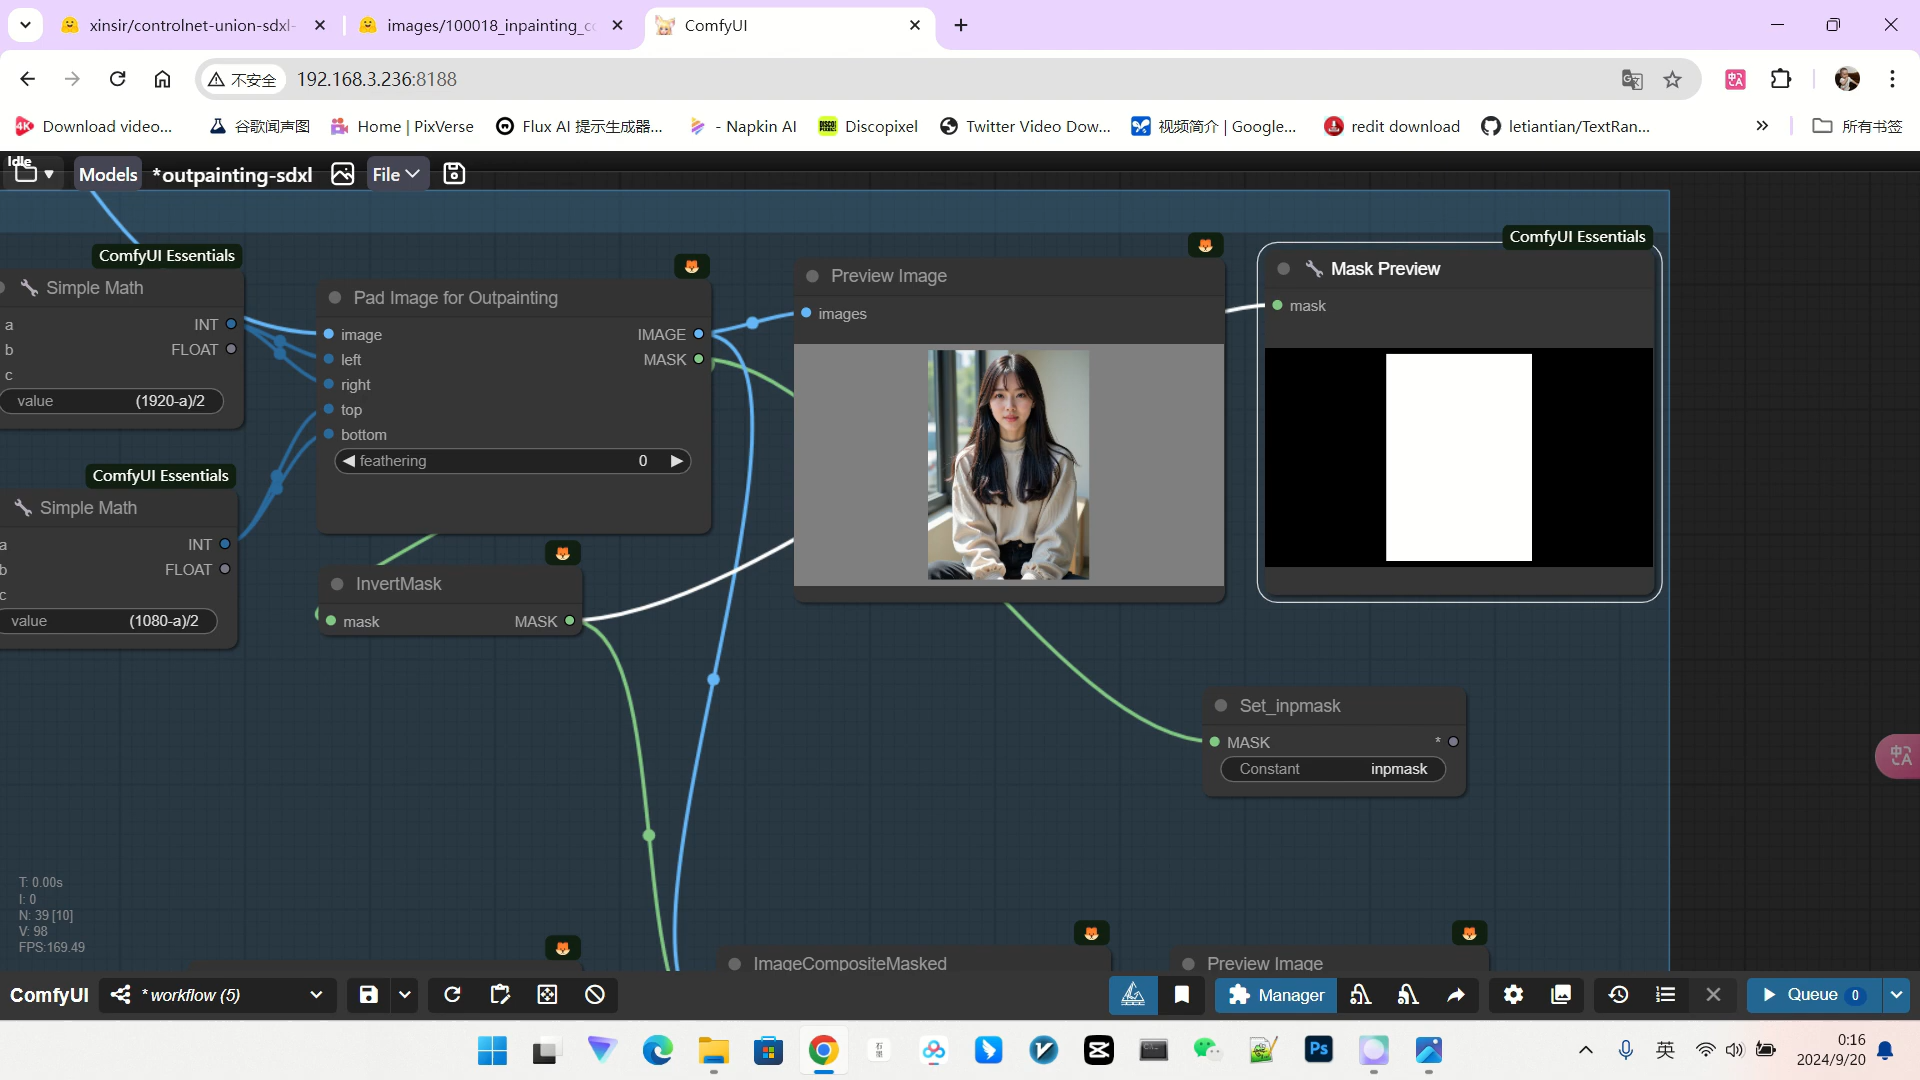 xinsir/controlnet-union-sdxl-
images/100018_inpainting_co
ComfyUI
不安全
192.168.3.236:8188
Download video...
谷歌闻声图
Home | PixVerse
Flux AI 提示生成器...
- Napkin AI
Discopixel
Twitter Video Dow...
视频简介 | Google...
redit download
letiantian/TextRan...
所有书签
Idle
Models
*outpainting-sdxl
File
ComfyUI Essentials
Simple Math
a
INT
b
FLOAT
c
value
(1920-a)/2
ComfyUI Essentials
Simple Math
a
INT
b
FLOAT
c
value
(1080-a)/2
Pad Image for Outpainting
image
IMAGE
left
MASK
right
top
bottom
feathering
0
InvertMask
mask
MASK
Preview Image
images
ComfyUI Essentials
Mask Preview
mask
Set_inpmask
MASK
*
Constant
inpmask
T: 0.00s
I: 0
N: 39 [10]
V: 98
FPS:169.49
ImageCompositeMasked
Preview Image
ComfyUI
*workflow (5)
Manager
Queue
0
英
0:16
2024/9/20